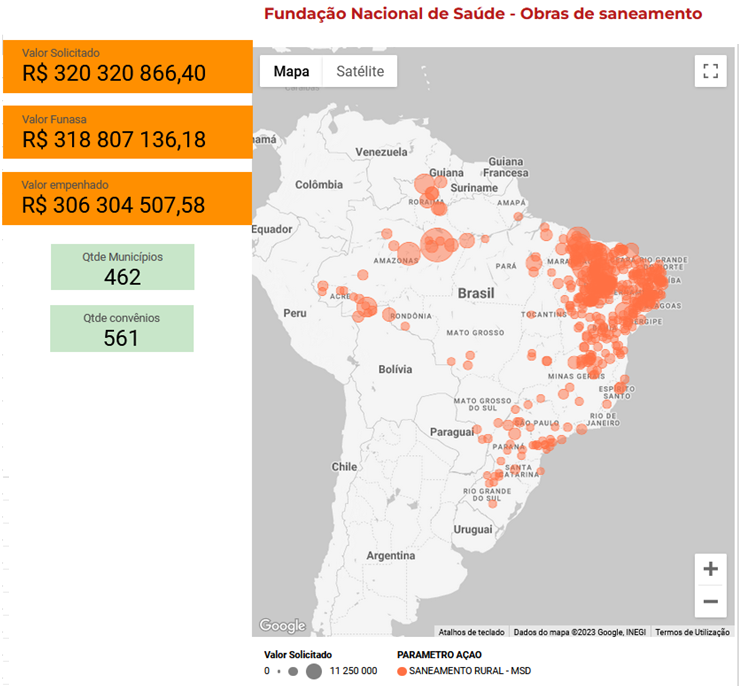 Fundação Nacional de Saúde - Obras de saneamento
Valor Solicitado
R$ 320 320 866,40
Valor Funasa
R$ 318 807 136,18
Valor empenhado
R$ 306 304 507,58
Qtde Municípios
462
Qtde convênios
561
Mapa
Satélite
Venezuela
Guiana
Guiana
Francesa
Suriname
Colômbia
RORAIMA
AMAPÁ
Equador
AMAZONAS
PARÁ
RIO GRANDE
Brasil
ACRE
Peru
RONDÔNIA
TOCANTINS
MATO GROSSO
Bolívia
MINAS GERAIS
ESPÍRITO
SANTO
MATO GROSSO
DO SUL
RIO DE
JANEIRO
SÃO PAULO
Paraguai
PARANÁ
Chile
SANTA
CATARINA
RIO GRANDE
DO SUL
Uruguai
Argentina
Google
Atalhos de teclado
Dados do mapa ©2023 Google, INEGI
Termos de Utilização
Valor Solicitado
PARAMETRO AÇAO
0
11 250 000
SANEAMENTO RURAL - MSD